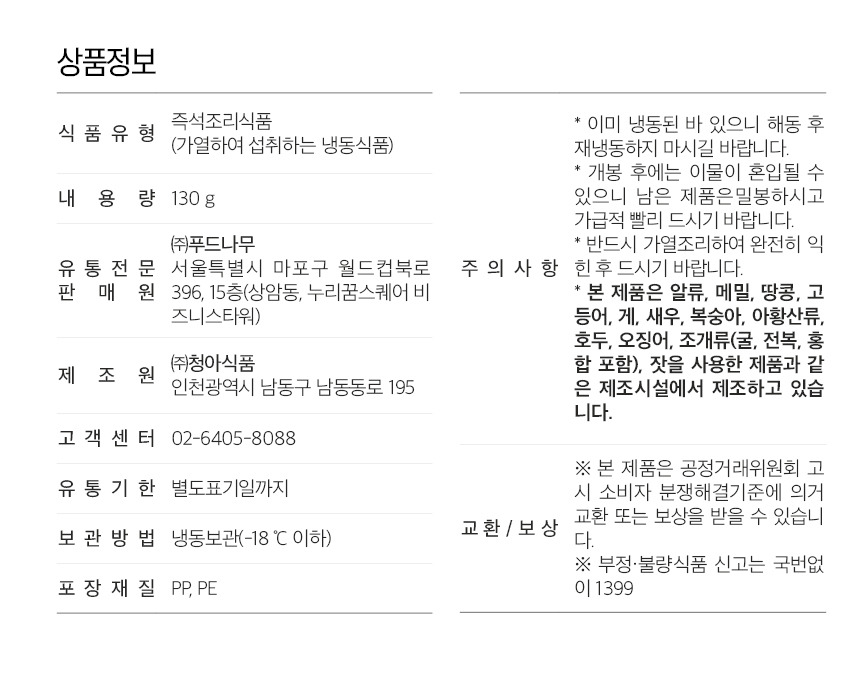 상품정보
식품유형 즉석조리식품
(가열하여 섭취하는 냉동식품)
내용량 130 g
유통전문판매원 ㈜푸드나무
서울특별시 마포구 월드컵북로
396, 15층(상암동, 누리꿈스퀘어 비
즈니스타워)
제조원 ㈜청아식품
인천광역시 남동구 남동동로 195
고객센터 02-6405-8088
유통기한 별도표기일까지
보관방법 냉동보관(-18 ℃ 이하)
포장재질 PP, PE
주의사항
* 이미 냉동된 바 있으니 해동 후
재냉동하지 마시길 바랍니다.
* 개봉 후에는 이물이 혼입될 수
있으니 남은 제품은밀봉하시고
가급적 빨리 드시기 바랍니다.
* 반드시 가열조리하여 완전히 익
힌 후 드시기 바랍니다.
* 본 제품은 알류, 메밀, 땅콩, 고
등어, 게, 새우, 복숭아, 아황산류,
호두, 오징어, 조개류(굴, 전복, 홍
합 포함), 잣을 사용한 제품과 같
은 제조시설에서 제조하고 있습
니다.
교환/보상
※ 본 제품은 공정거래위원회 고
시 소비자 분쟁해결기준에 의거
교환 또는 보상을 받을 수 있습니
다.
※ 부정·불량식품 신고는 국번없
이 1399